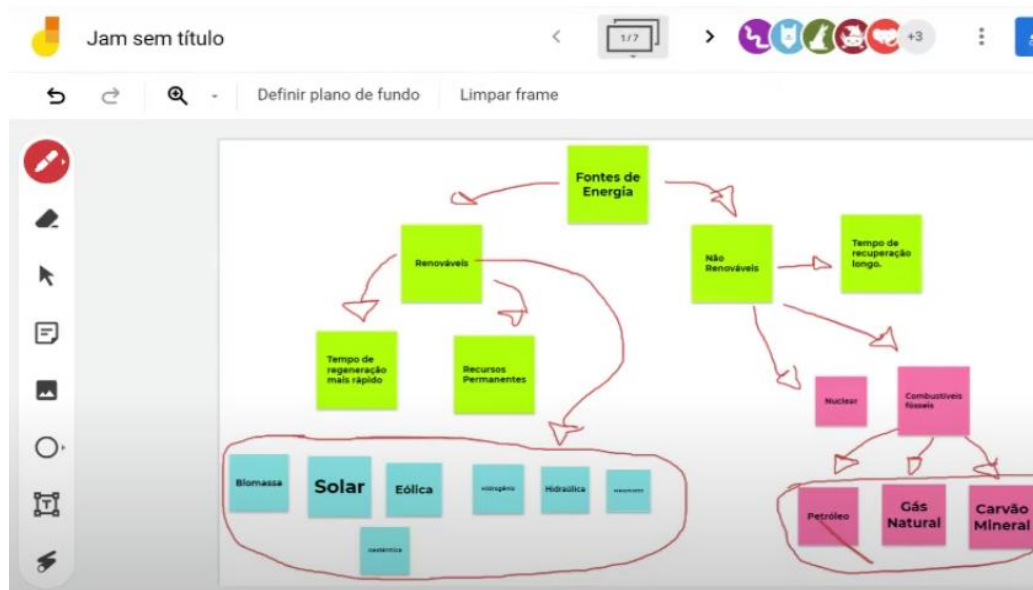 Jam sem título
1/7
+3
Definir plano de fundo
Limpar frame
Fontes de
Energia
Renováveis
Não
Renováveis
Tempo de
recuperação
longo.
Tempo de
regeneração
mais rápido
Recursos
Permanentes
Nuclear
Combustíveis
fósseis
Biomassa
Solar
Eólica
Hidrogênio
Hidráulica
Geotérmica
Petróleo
Gás
Natural
Carvão
Mineral